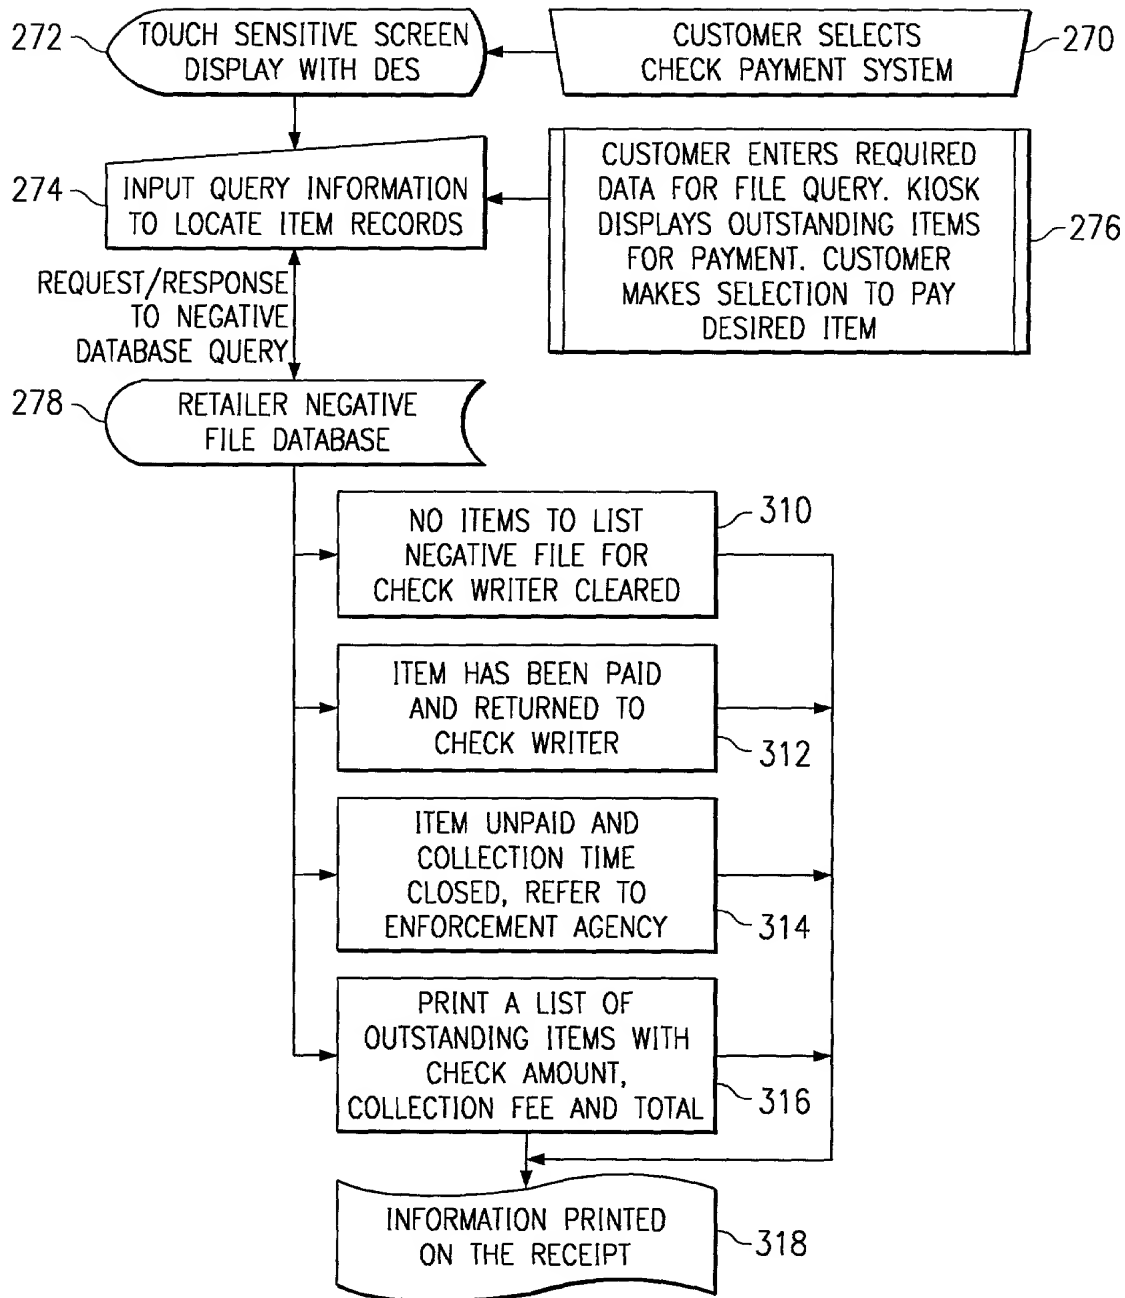 272
TOUCH SENSITIVE SCREEN
DISPLAY WITH DES
CUSTOMER SELECTS
CHECK PAYMENT SYSTEM
270
274
INPUT QUERY INFORMATION
TO LOCATE ITEM RECORDS
CUSTOMER ENTERS REQUIRED
DATA FOR FILE QUERY. KIOSK
DISPLAYS OUTSTANDING ITEMS
FOR PAYMENT. CUSTOMER
MAKES SELECTION TO PAY
DESIRED ITEM
276
REQUEST/RESPONSE
TO NEGATIVE
DATABASE QUERY
278
RETAILER NEGATIVE
FILE DATABASE
NO ITEMS TO LIST
NEGATIVE FILE FOR
CHECK WRITER CLEARED
310
ITEM HAS BEEN PAID
AND RETURNED TO
CHECK WRITER
312
ITEM UNPAID AND
COLLECTION TIME
CLOSED, REFER TO
ENFORCEMENT AGENCY
314
PRINT A LIST OF
OUTSTANDING ITEMS WITH
CHECK AMOUNT,
COLLECTION FEE AND TOTAL
316
INFORMATION PRINTED
ON THE RECEIPT
318